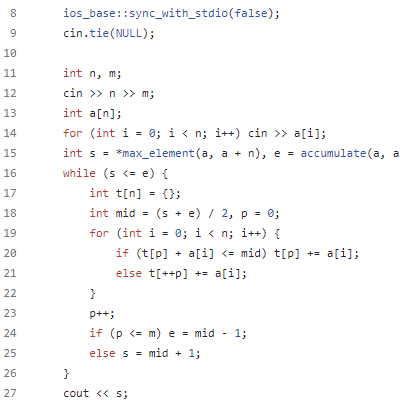 8 ios_base::sync_with_stdio(false);
9 cin.tie(NULL);
10
11 int n, m;
12 cin >> n >> m;
13 int a[n];
14 for (int i = 0; i < n; i++) cin >> a[i];
15 int s = *max_element(a, a + n), e = accumulate(a, a
16 while (s <= e) {
17 int t[n] = {};
18 int mid = (s + e) / 2, p = 0;
19 for (int i = 0; i < n; i++) {
20 if (t[p] + a[i] <= mid) t[p] += a[i];
21 else t[++p] += a[i];
22 }
23 p++;
24 if (p <= m) e = mid - 1;
25 else s = mid + 1;
26 }
27 cout << s;